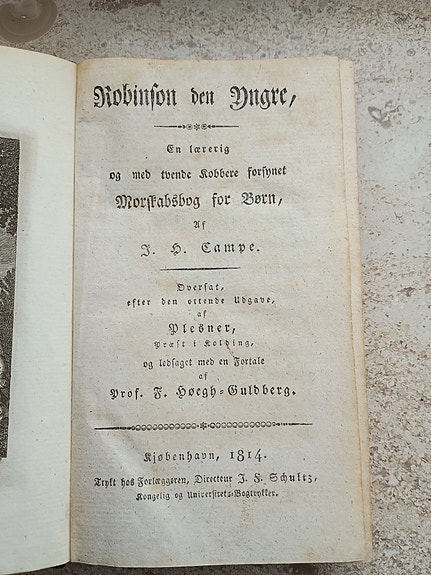 Robinson den Yngre,
En lærerig
og med tvende Kobbere forsynet
Morskabsbog for Børn,
Af
J. H. Campe.
Oversat,
efter den ottende Udgave,
af
Plesner,
Præst i Kolding,
og ledsaget med en Fortale
af
Prof. F. Høegh-Guldberg.
Kjøbenhavn, 1814.
Trykt hos Forlæggeren, Directeur J. F. Schultz,
Kongelig og Universitets-Bogtrykker.